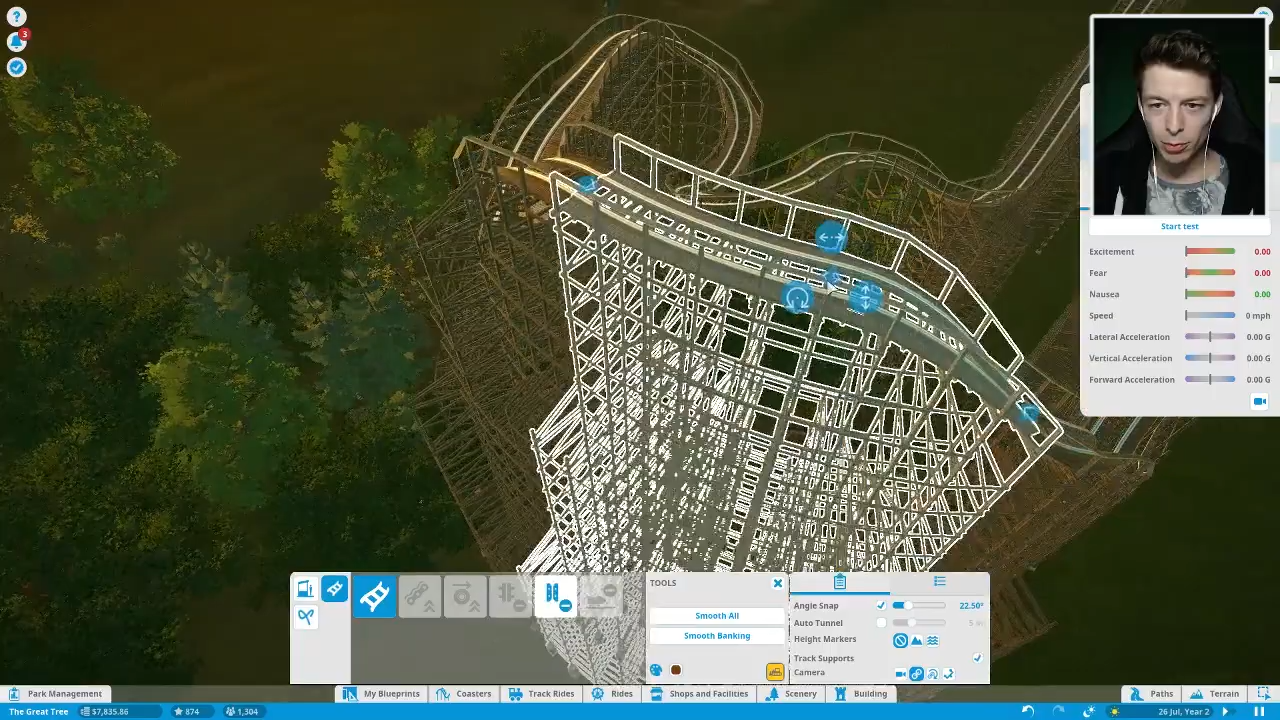 ?
3
Start test
Excitement 0.00
Fear 0.00
Nausea 0.00
Speed 0 mph
Lateral Acceleration 0.00 G
Vertical Acceleration 0.00 G
Forward Acceleration 0.00 G
TOOLS
Smooth All
Smooth Banking
Angle Snap 22.50°
Auto Tunnel
Height Markers
Track Supports
Camera
Park Management
My Blueprints
Coasters
Track Rides
Rides
Shops and Facilities
Scenery
Building
Paths
Terrain
The Great Tree
$7,835.86
874
1,304
26 Jul, Year 2